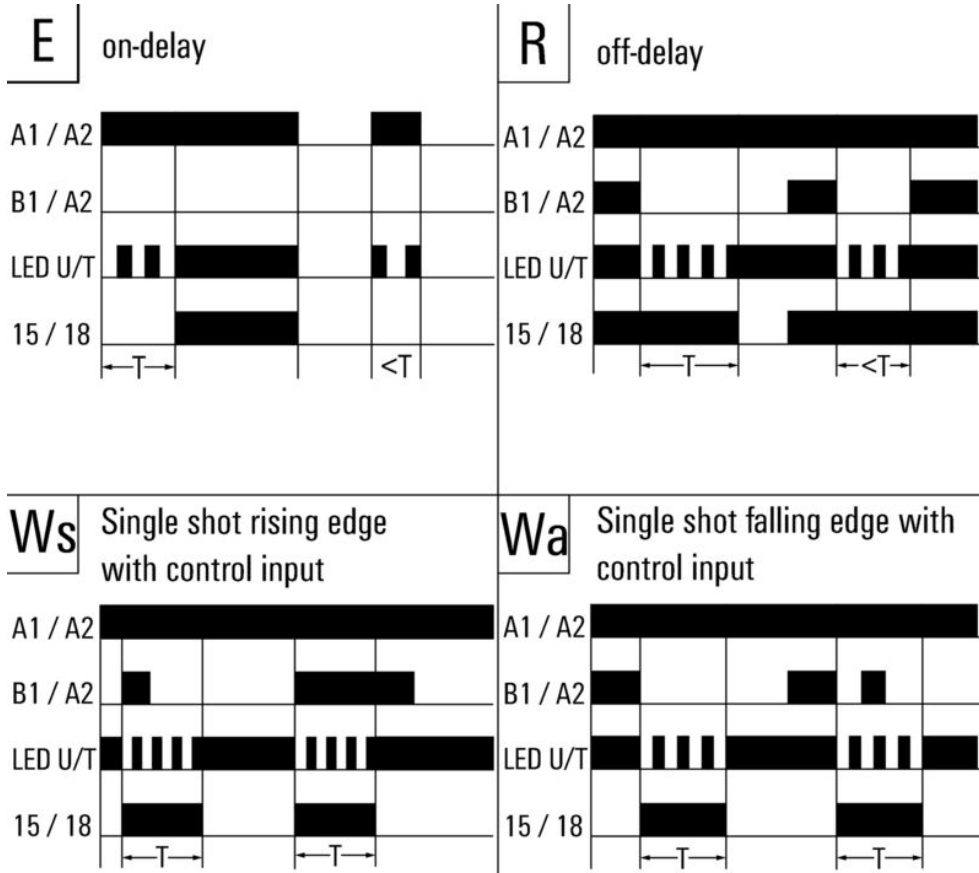 E on-delay
A1 / A2
B1 / A2
LED U/T
15 / 18
T <T
R off-delay
A1 / A2
B1 / A2
LED U/T
15 / 18
T <T
Ws Single shot rising edge
with control input
A1 / A2
B1 / A2
LED U/T
15 / 18
T T
Wa Single shot falling edge with
control input
A1 / A2
B1 / A2
LED U/T
15 / 18
T T